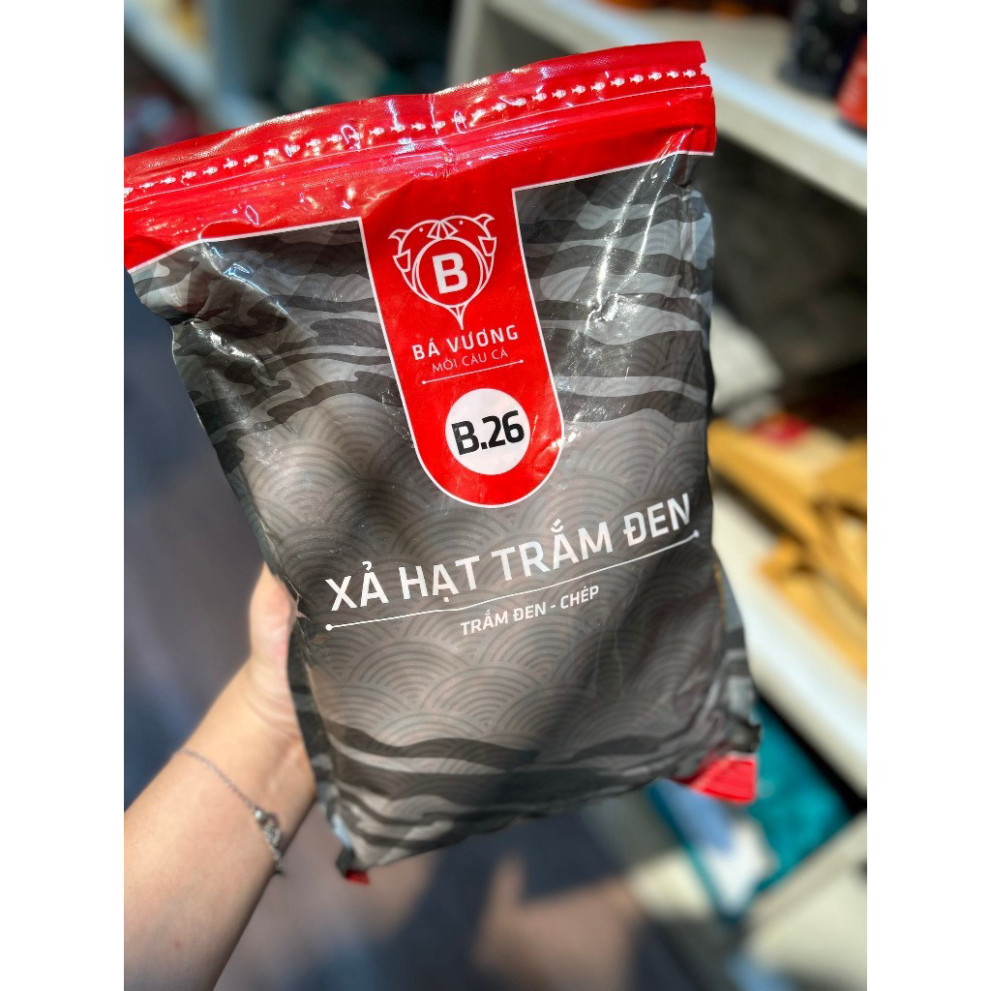 B
BÁ VƯƠNG
MỒI CÂU CÁ
B.26
XẢ HẠT TRẮM ĐEN
TRẮM ĐEN - CHÉP